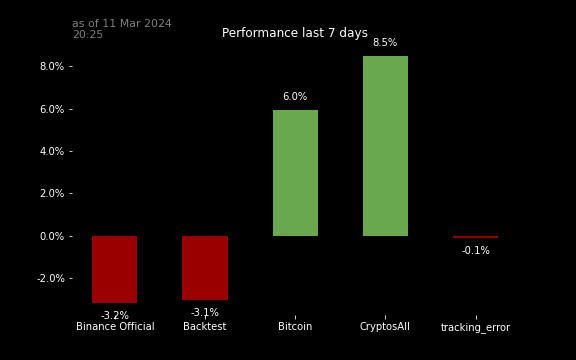 as of 11 Mar 2024
20:25
Performance last 7 days
8.5%
8.0%
6.0%
6.0%
4.0%
2.0%
0.0%
-0.1%
-2.0%
-3.2%
-3.1%
Binance Official
Backtest
Bitcoin
CryptosAll
tracking_error